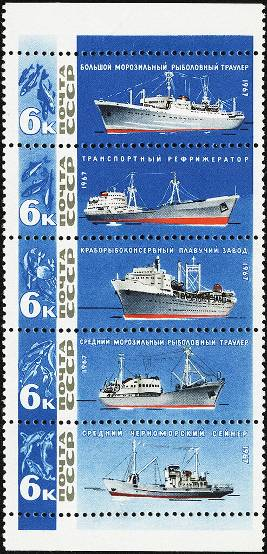 БОЛЬШОЙ МОРОЗИЛЬНЫЙ РЫБОЛОВНЫЙ ТРАУЛЕР
1967
ПОЧТА
СССР
6к
ТРАНСПОРТНЫЙ РЕФРИЖЕРАТОР
1967
ПОЧТА
СССР
6к
КРАБОРЫБОКОНСЕРВНЫЙ ПЛАВУЧИЙ ЗАВОД
1967
ПОЧТА
СССР
6к
СРЕДНИЙ МОРОЗИЛЬНЫЙ РЫБОЛОВНЫЙ ТРАУЛЕР
1967
ПОЧТА
СССР
6к
СРЕДНИЙ ЧЕРНОМОРСКИЙ СЕЙНЕР
1967
ПОЧТА
СССР
6к